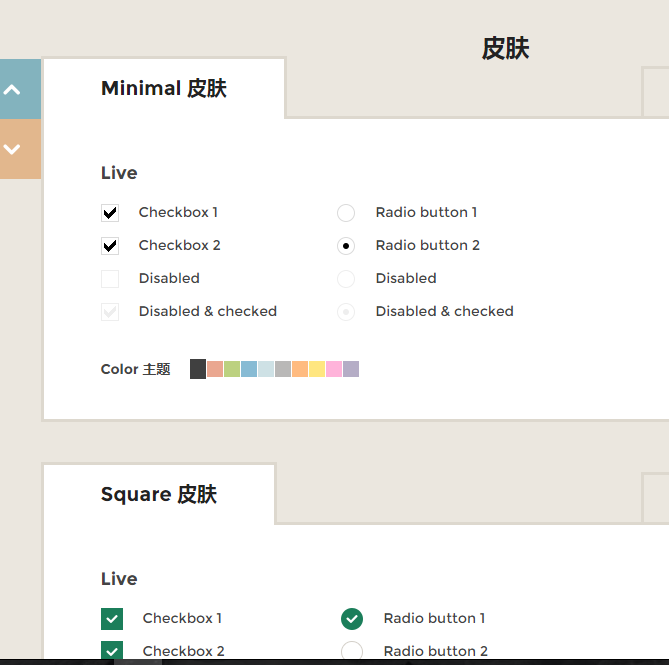 皮肤
Minimal 皮肤
Live
Checkbox 1
Radio button 1
Checkbox 2
Radio button 2
Disabled
Disabled
Disabled & checked
Disabled & checked
Color 主题
Square 皮肤
Live
Checkbox 1
Radio button 1
Checkbox 2
Radio button 2